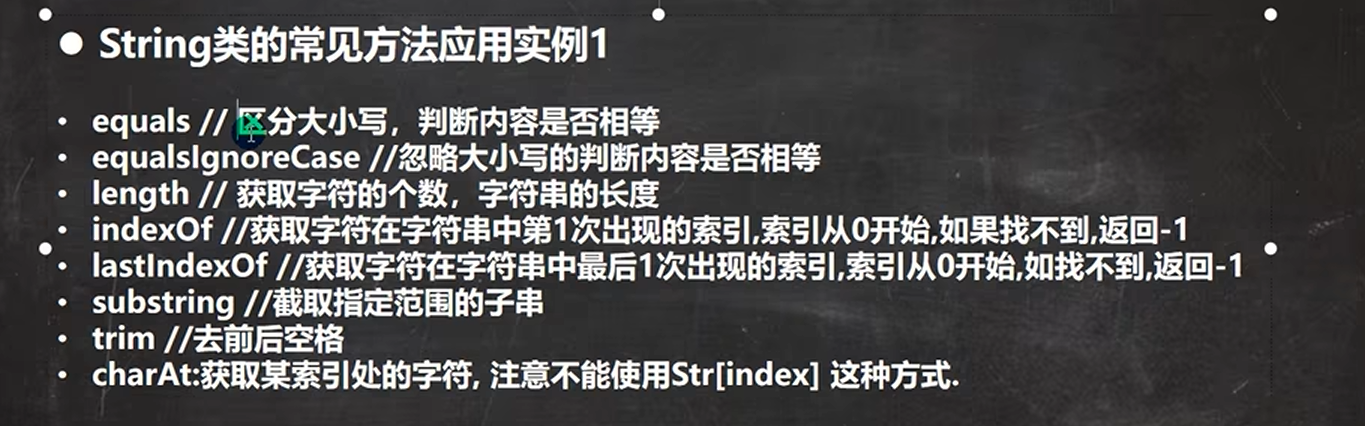 ● String类的常见方法应用实例1
• equals // 区分大小写，判断内容是否相等
• equalsIgnoreCase //忽略大小写的判断内容是否相等
• length // 获取字符的个数，字符串的长度
• indexOf //获取字符在字符串中第1次出现的索引,索引从0开始,如果找不到,返回-1
• lastIndexOf //获取字符在字符串中最后1次出现的索引,索引从0开始,如找不到,返回-1
• substring //截取指定范围的子串
• trim //去前后空格
• charAt:获取某索引处的字符, 注意不能使用Str[index] 这种方式.